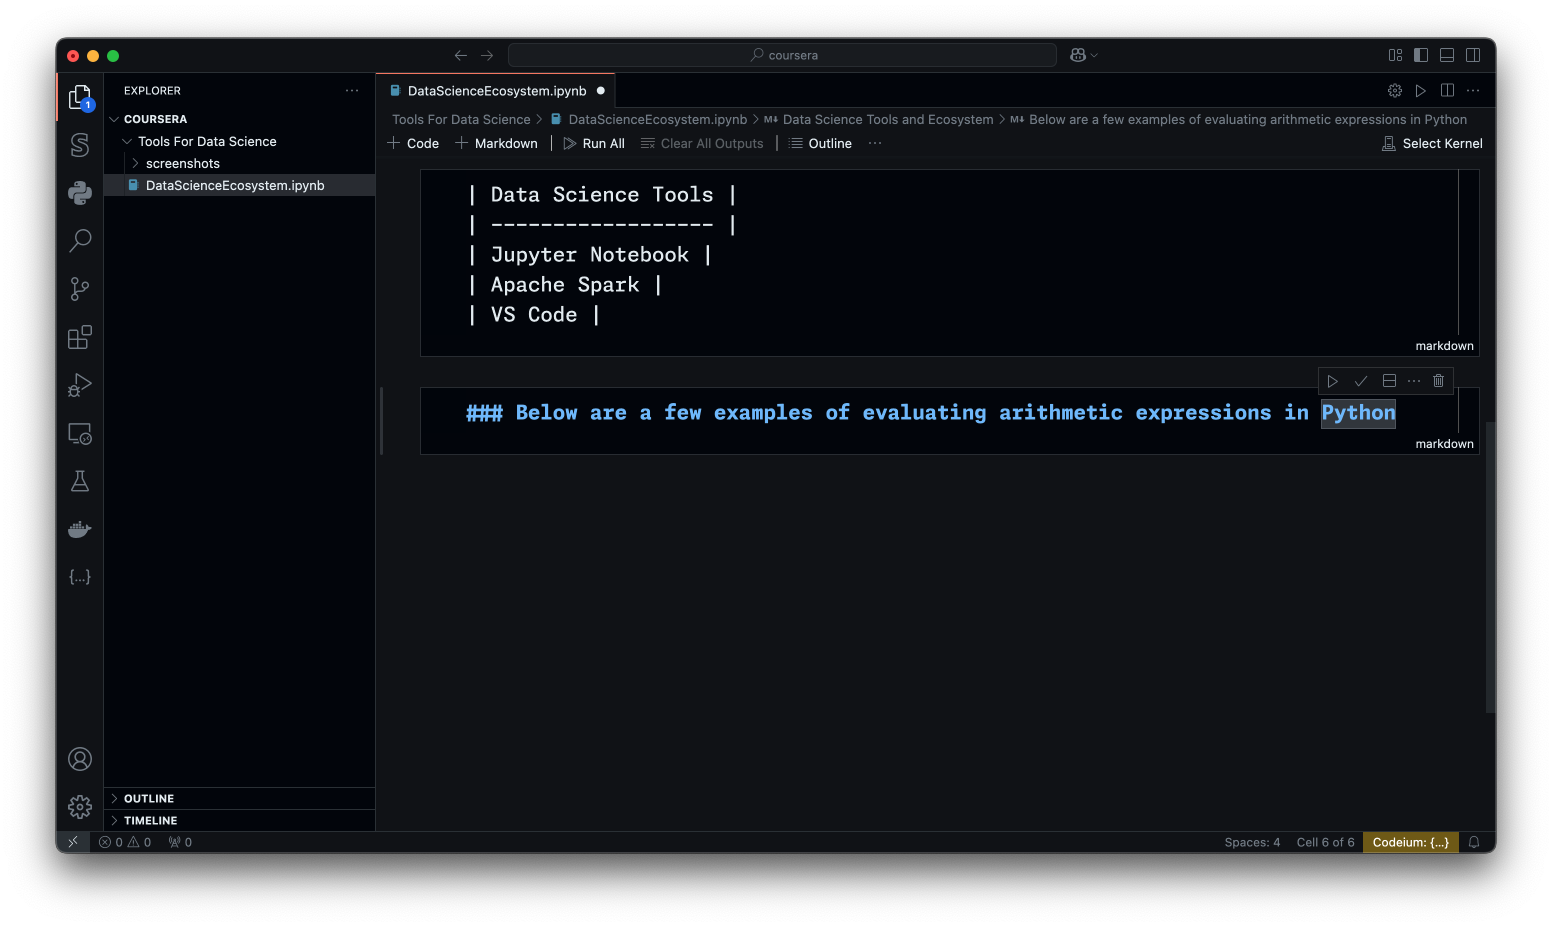 coursera
EXPLORER
DataScienceEcosystem.ipynb
1
COURSERA
Tools For Data Science
screenshots
DataScienceEcosystem.ipynb
Tools For Data Science > DataScienceEcosystem.ipynb > M↓ Data Science Tools and Ecosystem > M↓ Below are a few examples of evaluating arithmetic expressions in Python
+ Code + Markdown | Run All Clear All Outputs | Outline ...
Select Kernel
| Data Science Tools |
| ------------------ |
| Jupyter Notebook |
| Apache Spark |
| VS Code |
markdown
### Below are a few examples of evaluating arithmetic expressions in Python
markdown
{...}
OUTLINE
TIMELINE
0 0 0
Spaces: 4 Cell 6 of 6 Codeium: {...}